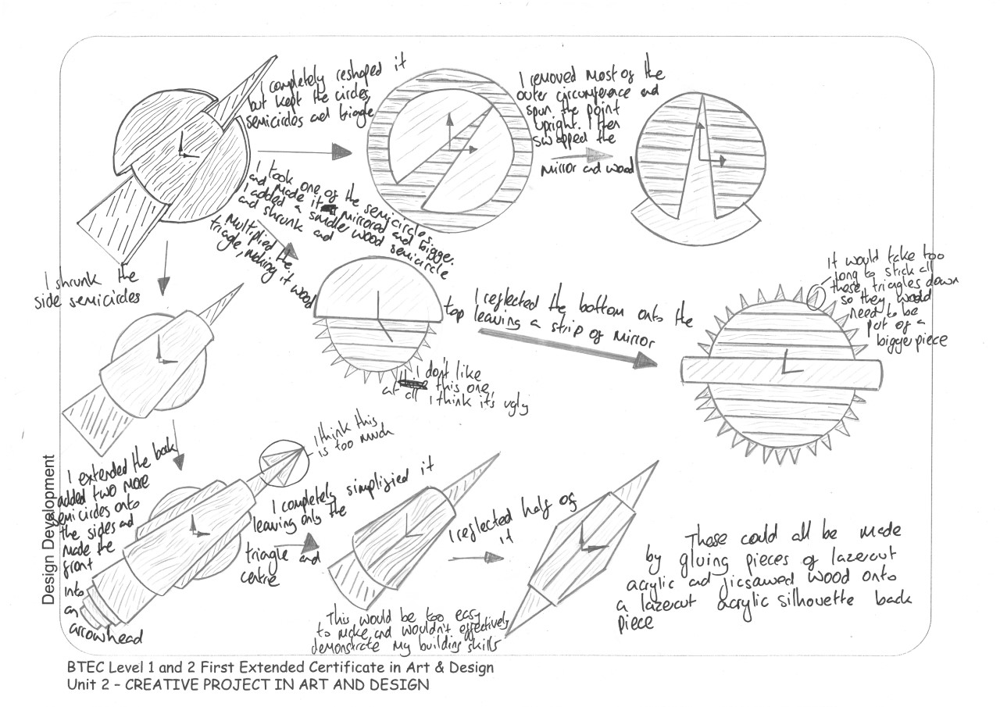 I completely reshaped it
but kept the circles,
semicircles and triangle
I removed most of the
outer circumference and
spun the point
upright. I then
swapped the
mirror and wood
I took one of the semicircles
and made it mirrored and bigger.
I added a smaller wood semicircle
and shrunk and
multiplied the
triagle, making it wood
I shrunk the
side semicircles
I reflected the bottom onto the
top leaving a strip of mirror
It would take too
long to stick all
these triangles down
so they would
need to be
part of a
bigger piece
I don't like
this one
at all I think it's ugly
I think this
is too much
I extended the back
added two more
semicircles onto
the sides and
made the
front
into
an
arrowhead
I completely simplified it
leaving only the
triagle and
centre
I reflected half of
it
This would be too easy
to make, and wouldn't effectively
demonstrate my building skills
These could all be made
by gluing pieces of lazercut
acrylic and jicsawed wood onto
a lazercut acrylic silhouette back
piece
Design Development
BTEC Level 1 and 2 First Extended Certificate in Art & Design
Unit 2 – CREATIVE PROJECT IN ART AND DESIGN